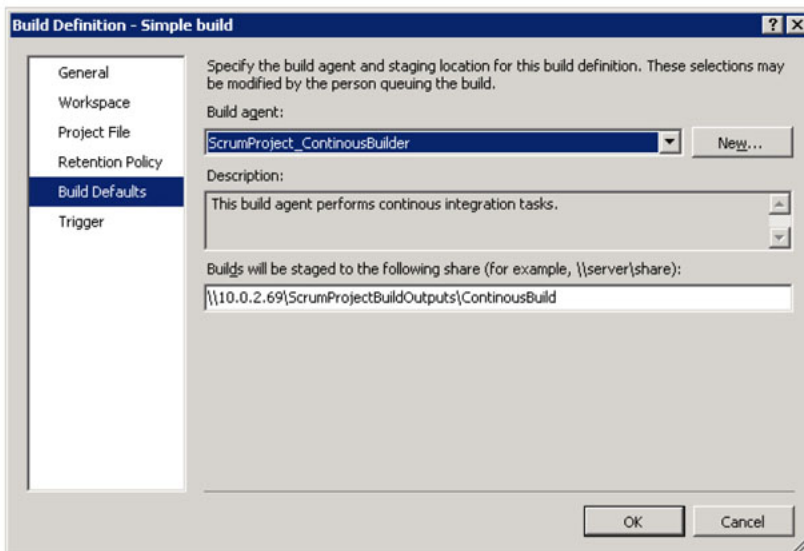 Build Definition - Simple build
General
Workspace
Project File
Retention Policy
Build Defaults
Trigger
Specify the build agent and staging location for this build definition. These selections may
be modified by the person queuing the build.
Build agent:
ScrumProject_ContinousBuilder
New...
Description:
This build agent performs continous integration tasks.
Builds will be staged to the following share (for example, \\server\share):
\\10.0.2.69\ScrumProjectBuildOutputs\ContinousBuild
OK
Cancel